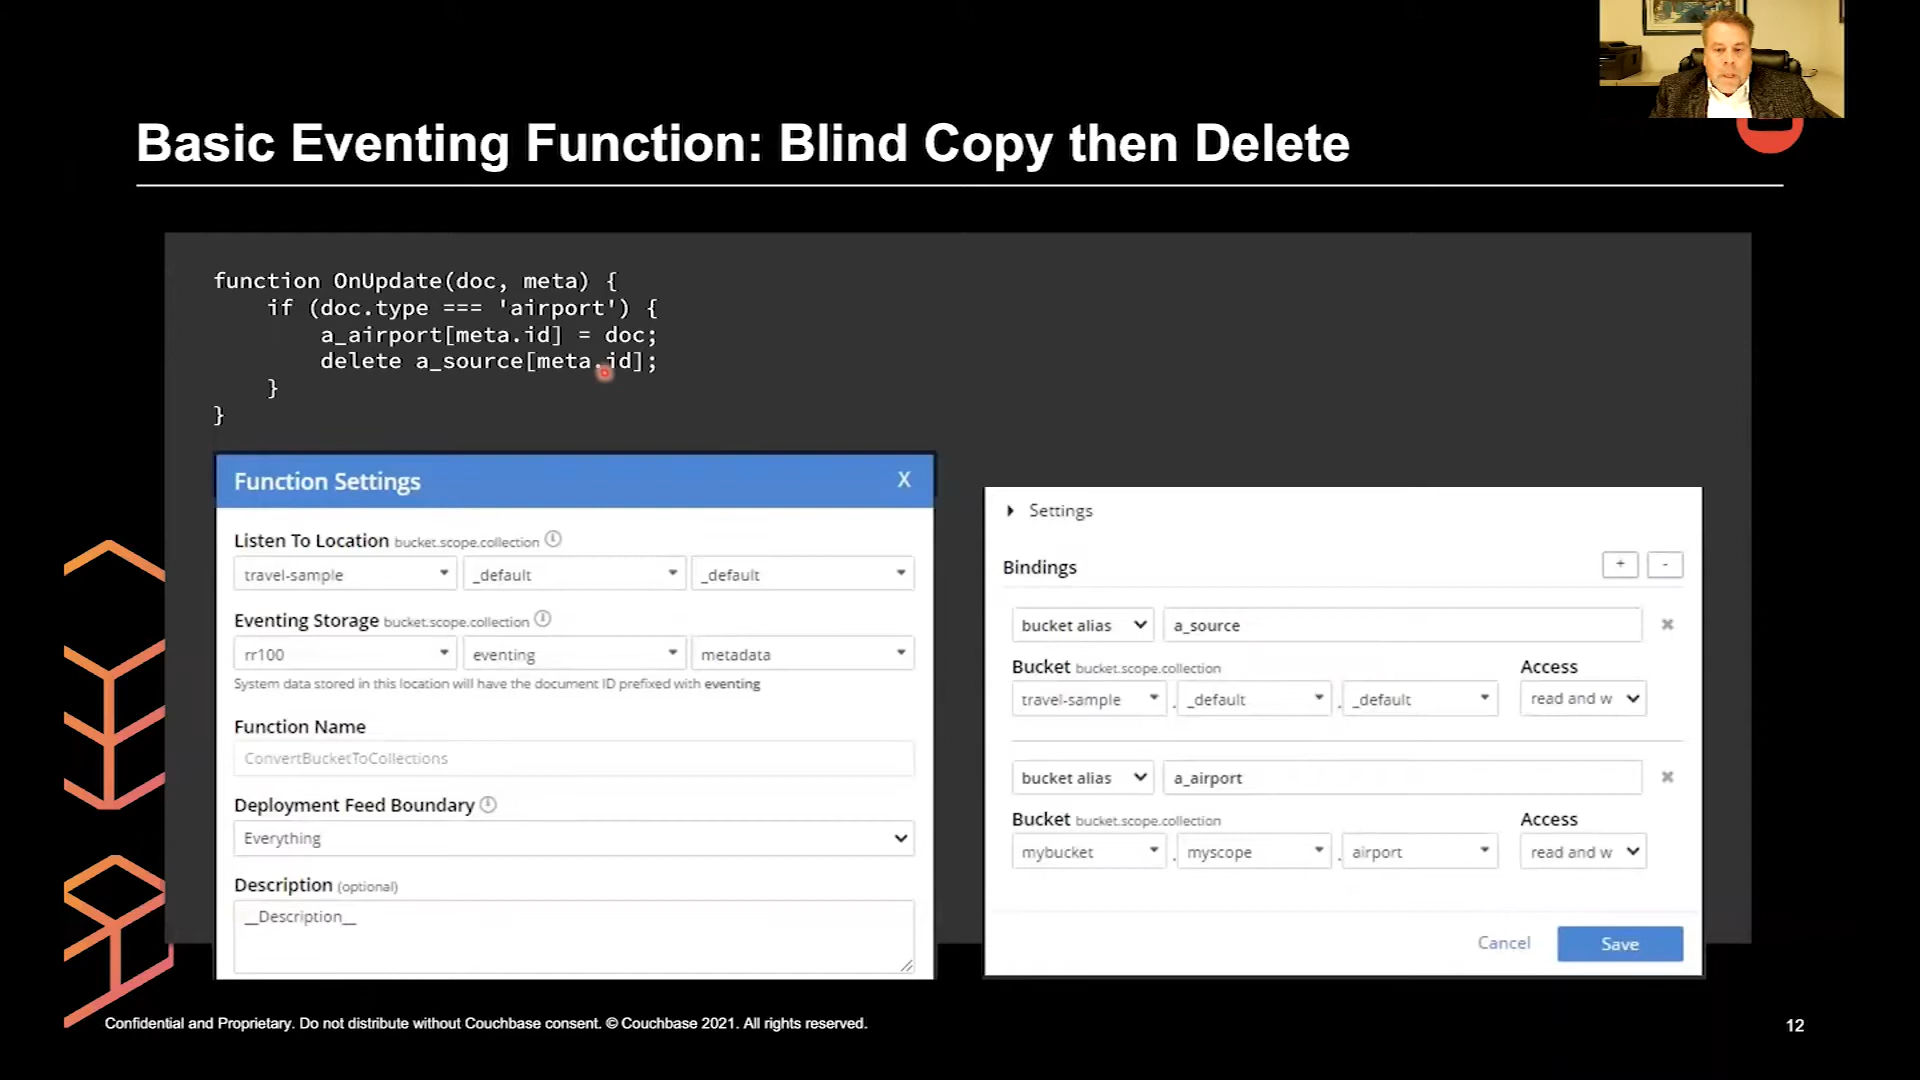 Basic Eventing Function: Blind Copy then Delete
function OnUpdate(doc, meta) {
    if (doc.type === 'airport') {
        a_airport[meta.id] = doc;
        delete a_source[meta.id];
    }
}
Function Settings X
Listen To Location bucket.scope.collection
travel-sample _default _default
Eventing Storage bucket.scope.collection
rr100 eventing metadata
System data stored in this location will have the document ID prefixed with eventing
Function Name
ConvertBucketToCollections
Deployment Feed Boundary
Everything
Description (optional)
__Description__
Settings
Bindings + -
bucket alias a_source
Bucket bucket.scope.collection Access
travel-sample . _default . _default read and w
bucket alias a_airport
Bucket bucket.scope.collection Access
mybucket . myscope . airport read and w
Cancel Save
Confidential and Proprietary. Do not distribute without Couchbase consent. © Couchbase 2021. All rights reserved.
12